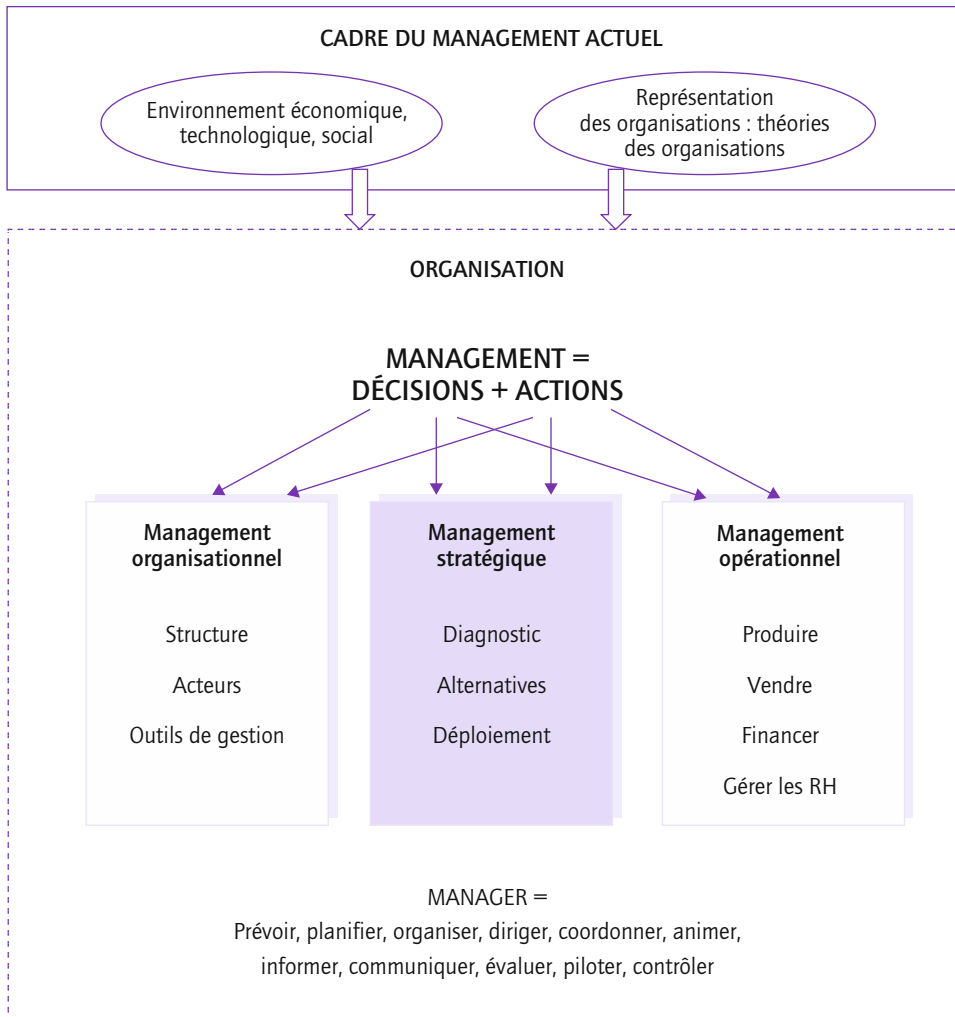 CADRE DU MANAGEMENT ACTUEL
Environnement économique,
technologique, social
Représentation
des organisations : théories
des organisations
ORGANISATION
MANAGEMENT =
DÉCISIONS + ACTIONS
Management
organisationnel
Structure
Acteurs
Outils de gestion
Management
stratégique
Diagnostic
Alternatives
Déploiement
Management
opérationnel
Produire
Vendre
Financer
Gérer les RH
MANAGER =
Prévoir, planifier, organiser, diriger, coordonner, animer,
informer, communiquer, évaluer, piloter, contrôler